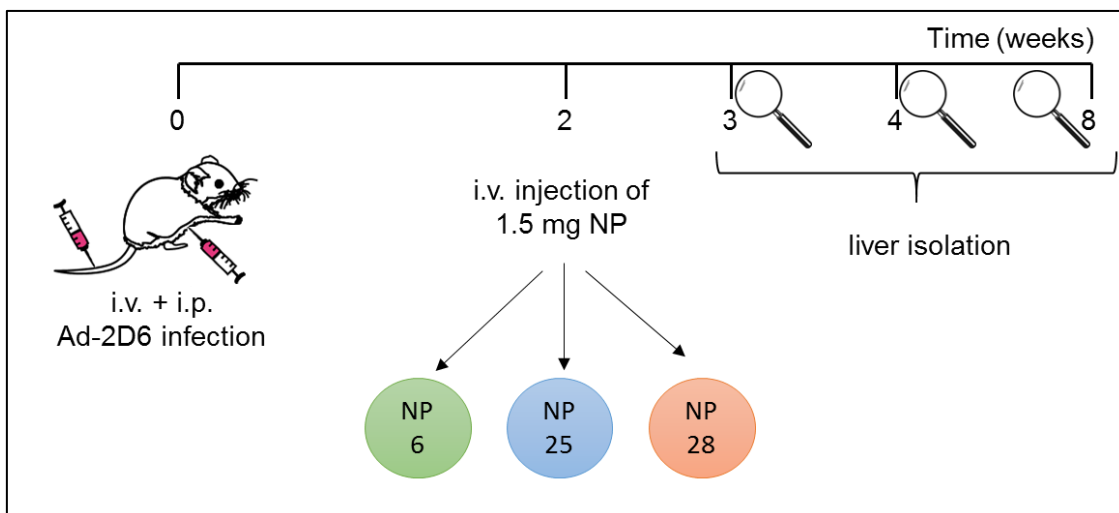 Time (weeks)
0
2
3
4
8
i.v. injection of
1.5 mg NP
liver isolation
i.v. + i.p.
Ad-2D6 infection
NP
6
NP
25
NP
28